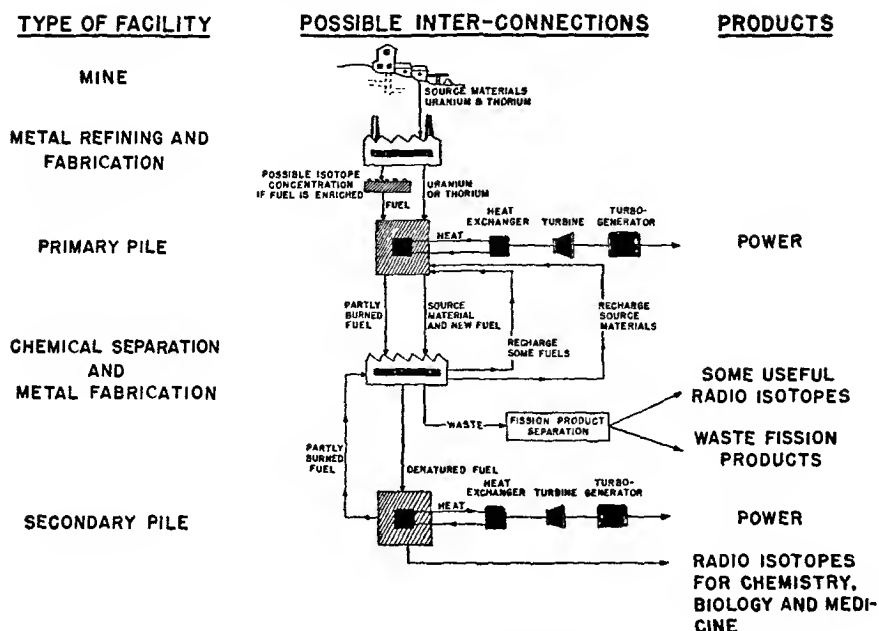 TYPE OF FACILITY
POSSIBLE INTER-CONNECTIONS
PRODUCTS
MINE
SOURCE MATERIALS
URANIUM & THORIUM
METAL REFINING AND
FABRICATION
POSSIBLE ISOTOPE
CONCENTRATION
IF FUEL IS ENRICHED
URANIUM
OR THORIUM
FUEL
PRIMARY PILE
HEAT
HEAT
EXCHANGER
TURBINE
TURBO-
GENERATOR
POWER
PARTLY
BURNED
FUEL
SOURCE
MATERIAL
AND NEW FUEL
RECHARGE
SOME FUELS
RECHARGE
SOURCE
MATERIALS
CHEMICAL SEPARATION
AND
METAL FABRICATION
WASTE
FISSION PRODUCT
SEPARATION
SOME USEFUL
RADIO ISOTOPES
WASTE FISSION
PRODUCTS
PARTLY
BURNED
FUEL
DENATURED FUEL
SECONDARY PILE
HEAT
HEAT
EXCHANGER
TURBINE
TURBO-
GENERATOR
POWER
RADIO ISOTOPES
FOR CHEMISTRY,
BIOLOGY AND MEDI-
CINE